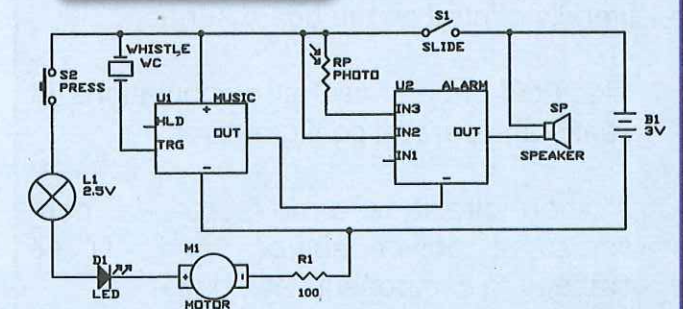 S1
SLIDE
WHISTLE
WC
S2
PRESS
RP
PHOTO
U1 MUSIC
+
HLD
OUT
TRG
-
U2 ALARM
IN3
IN2
IN1
OUT
-
SP
SPEAKER
B1
3V
L1
2.5V
D1
LED
M1
+ -
MOTOR
R1
100